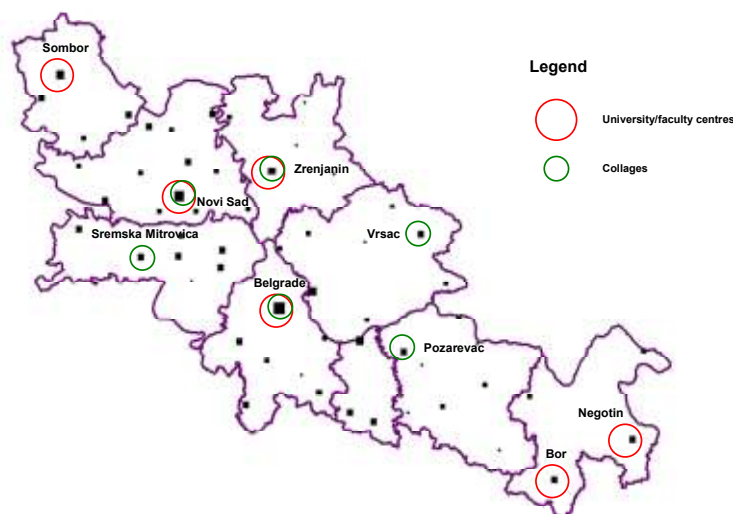 Sombor
Legend
University/faculty centres
Zrenjanin
Collages
Novi Sad
Sremska Mitrovica
Vrsac
Belgrade
Pozarevac
Negotin
Bor